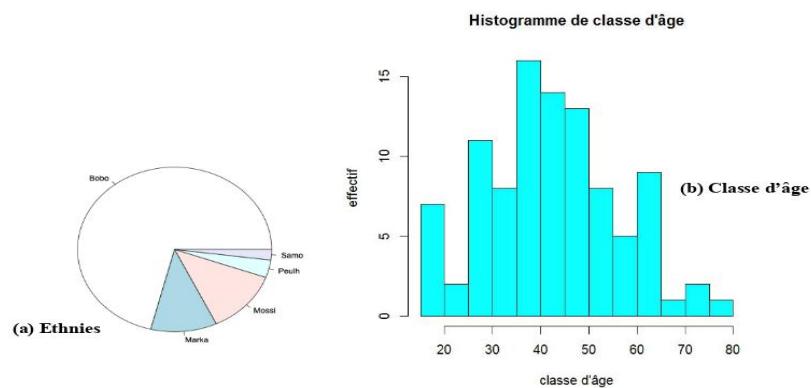 Bobo
Samo
Peulh
Mossi
Marka
(a) Ethnies
Histogramme de classe d'âge
effectif
15
10
5
0
20 30 40 50 60 70 80
classe d'âge
(b) Classe d’âge